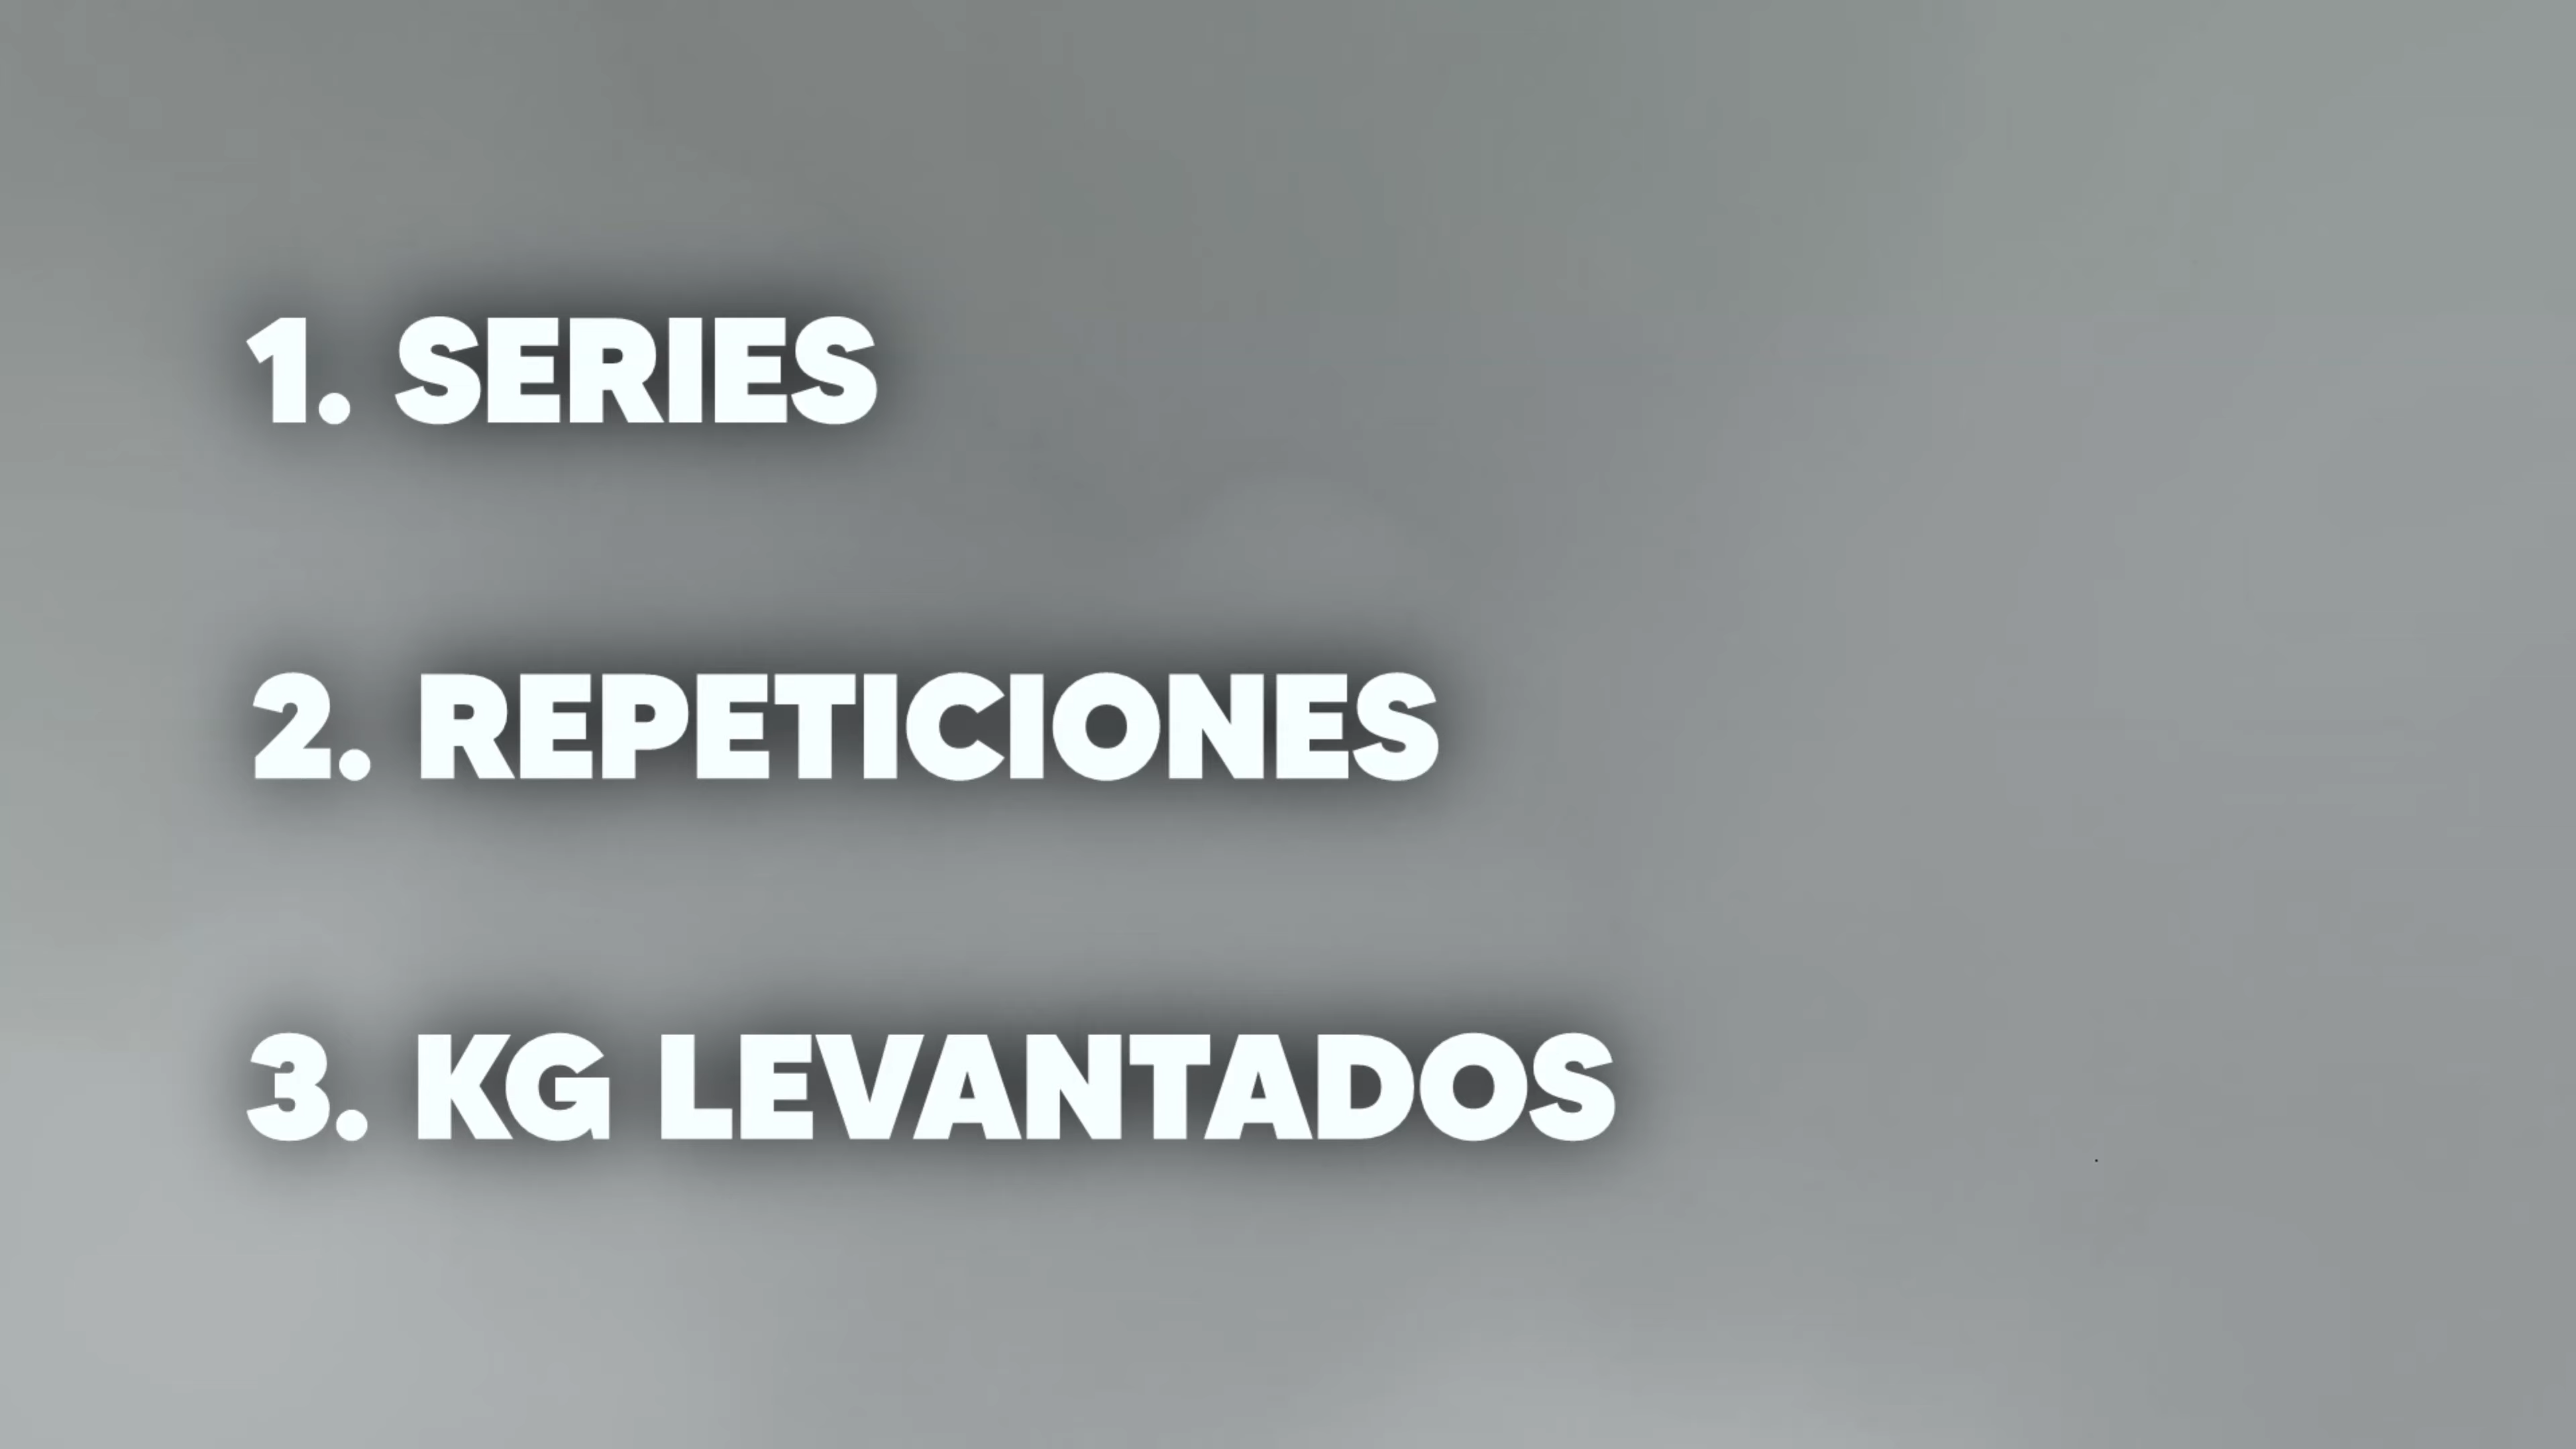 1. SERIES
2. REPETICIONES
3. KG LEVANTADOS